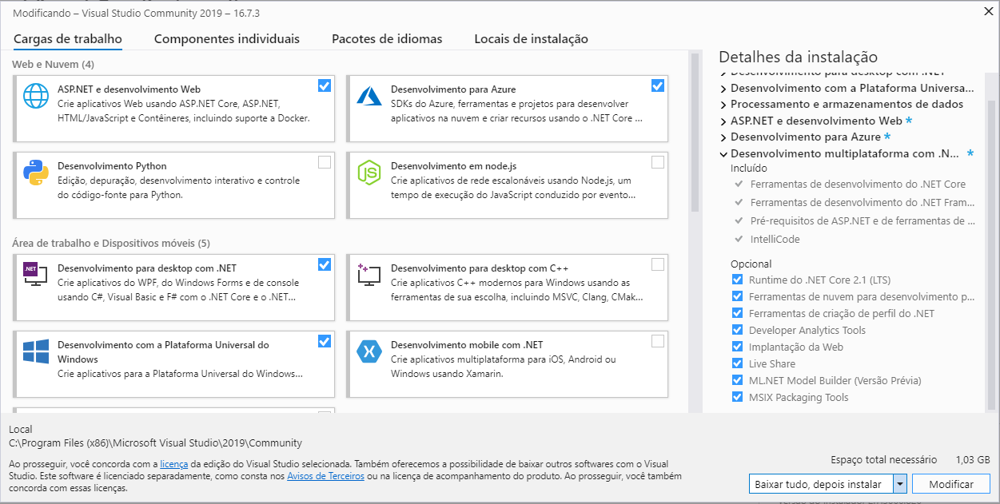 Modificando – Visual Studio Community 2019 – 16.7.3
Cargas de trabalho
Componentes individuais
Pacotes de idiomas
Locais de instalação
Web e Nuvem (4)
ASP.NET e desenvolvimento Web
Crie aplicativos Web usando ASP.NET Core, ASP.NET,
HTML/JavaScript e Contêineres, incluindo suporte a Docker.
Desenvolvimento para Azure
SDKs do Azure, ferramentas e projetos para desenvolver
aplicativos na nuvem e criar recursos usando o .NET Core ...
Desenvolvimento Python
Edição, depuração, desenvolvimento interativo e controle
do código-fonte para Python.
Desenvolvimento em node.js
Crie aplicativos de rede escalonáveis usando Node.js, um
tempo de execução do JavaScript conduzido por evento...
Área de trabalho e Dispositivos móveis (5)
.NET
Desenvolvimento para desktop com .NET
Crie aplicativos do WPF, do Windows Forms e de console
usando C#, Visual Basic e F# com o .NET Core e o .NET...
Desenvolvimento para desktop com C++
Crie aplicativos C++ modernos para Windows usando as
ferramentas de sua escolha, incluindo MSVC, Clang, CMak...
Desenvolvimento com a Plataforma Universal do
Windows
Crie aplicativos para a Plataforma Universal do Windows...
Desenvolvimento mobile com .NET
Crie aplicativos multiplataforma para iOS, Android ou
Windows usando Xamarin.
Detalhes da instalação
Desenvolvimento para desktop com .NET
Desenvolvimento com a Plataforma Universa...
Processamento e armazenamentos de dados
ASP.NET e desenvolvimento Web *
Desenvolvimento para Azure *
Desenvolvimento multiplataforma com .N... *
Incluído
Ferramentas de desenvolvimento do .NET Core
Ferramentas de desenvolvimento do .NET Fram...
Pré-requisitos de ASP.NET e de ferramentas de ...
IntelliCode
Opcional
Runtime do .NET Core 2.1 (LTS)
Ferramentas de nuvem para desenvolvimento p...
Ferramentas de criação de perfil do .NET
Developer Analytics Tools
Implantação da Web
Live Share
ML.NET Model Builder (Versão Prévia)
MSIX Packaging Tools
Local
C:\Program Files (x86)\Microsoft Visual Studio\2019\Community
Ao prosseguir, você concorda com a licença da edição do Visual Studio selecionada. Também oferecemos a possibilidade de baixar outros softwares com o Visual
Studio. Este software é licenciado separadamente, como consta nos Avisos de Terceiros ou na licença de acompanhamento do produto. Ao prosseguir, você também
concorda com essas licenças.
Espaço total necessário 1,03 GB
Baixar tudo, depois instalar
Modificar